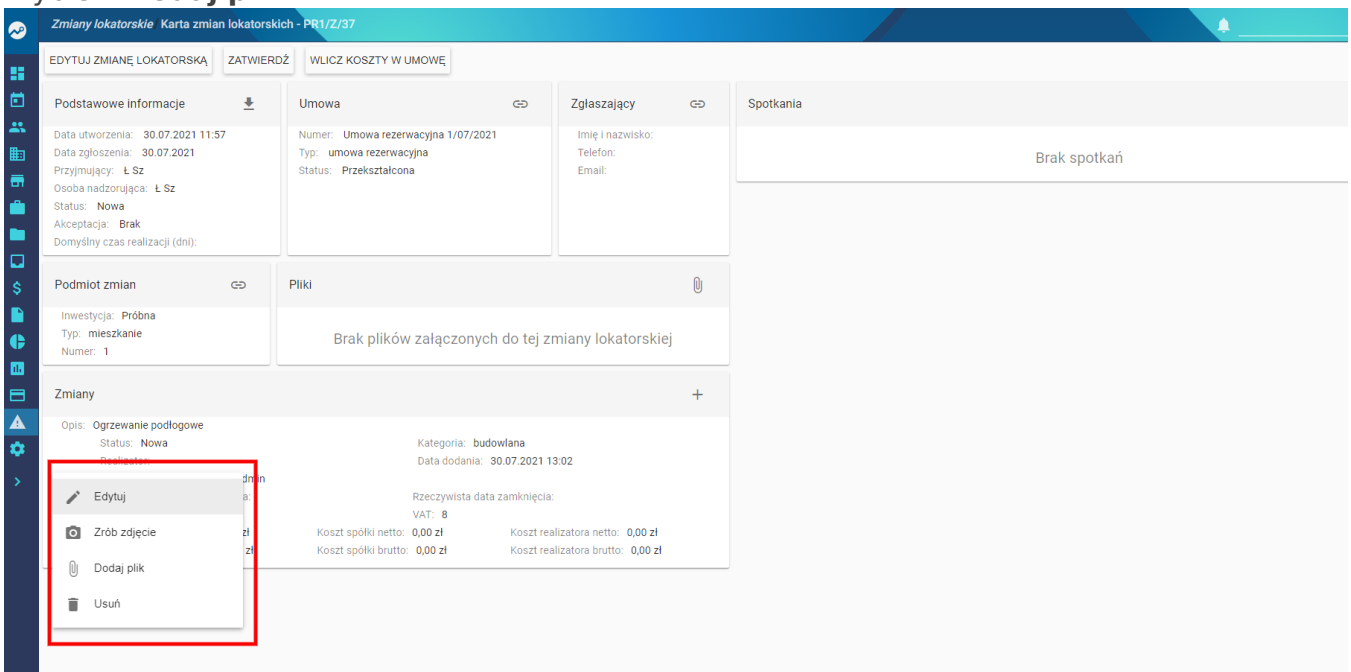 Zmiany lokatorskie / Karta zmian lokatorskich - PR1/Z/37
EDYTUJ ZMIANĘ LOKATORSKĄ ZATWIERDŹ WLICZ KOSZTY W UMOWĘ
Podstawowe informacje
Data utworzenia: 30.07.2021 11:57
Data zgłoszenia: 30.07.2021
Przyjmujący: Ł Sz
Osoba nadzorująca: Ł Sz
Status: Nowa
Akceptacja: Brak
Domyślny czas realizacji (dni):
Umowa
Numer: Umowa rezerwacyjna 1/07/2021
Typ: umowa rezerwacyjna
Status: Przekształcona
Zgłaszający
Imię i nazwisko:
Telefon:
Email:
Spotkania
Brak spotkań
Podmiot zmian
Inwestycja: Próbna
Typ: mieszkanie
Numer: 1
Pliki
Brak plików załączonych do tej zmiany lokatorskiej
Zmiany
Opis: Ogrzewanie podłogowe
Status: Nowa Kategoria: budowlana
Data dodania: 30.07.2021 13:02
dmin
a: Rzeczywista data zamknięcia:
VAT: 8
zł Koszt spółki netto: 0,00 zł Koszt realizatora netto: 0,00 zł
zł Koszt spółki brutto: 0,00 zł Koszt realizatora brutto: 0,00 zł
Edytuj
Zrób zdjęcie
Dodaj plik
Usuń